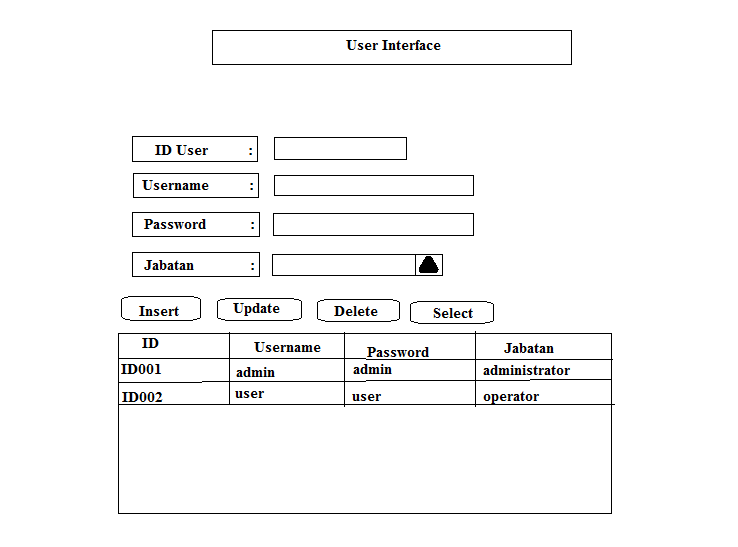 User Interface
ID User :
Username :
Password :
Jabatan :
Insert Update Delete Select
ID Username Password Jabatan
ID001 admin admin administrator
ID002 user user operator